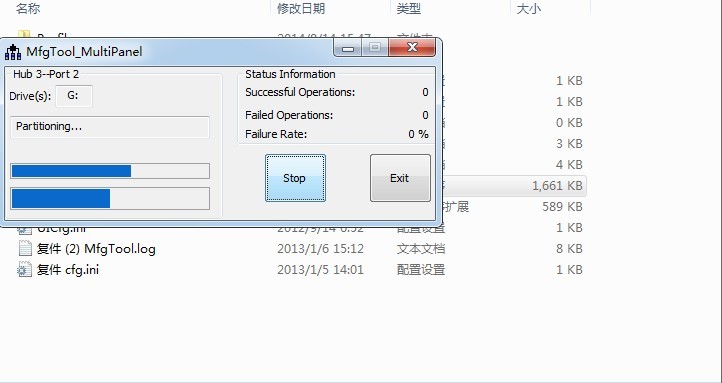 名称 修改日期 类型 大小
MfgTool_MultiPanel
Hub 3--Port 2
Drive(s): G:
Partitioning...
Status Information
Successful Operations: 0
Failed Operations: 0
Failure Rate: 0 %
Stop
Exit
1 KB
1 KB
0 KB
3 KB
4 KB
1,661 KB
扩展 589 KB
UICfg.ini 2012/9/14 6:52 配置设置 1 KB
复件 (2) MfgTool.log 2013/1/6 15:12 文本文档 8 KB
复件 cfg.ini 2013/1/5 14:01 配置设置 1 KB